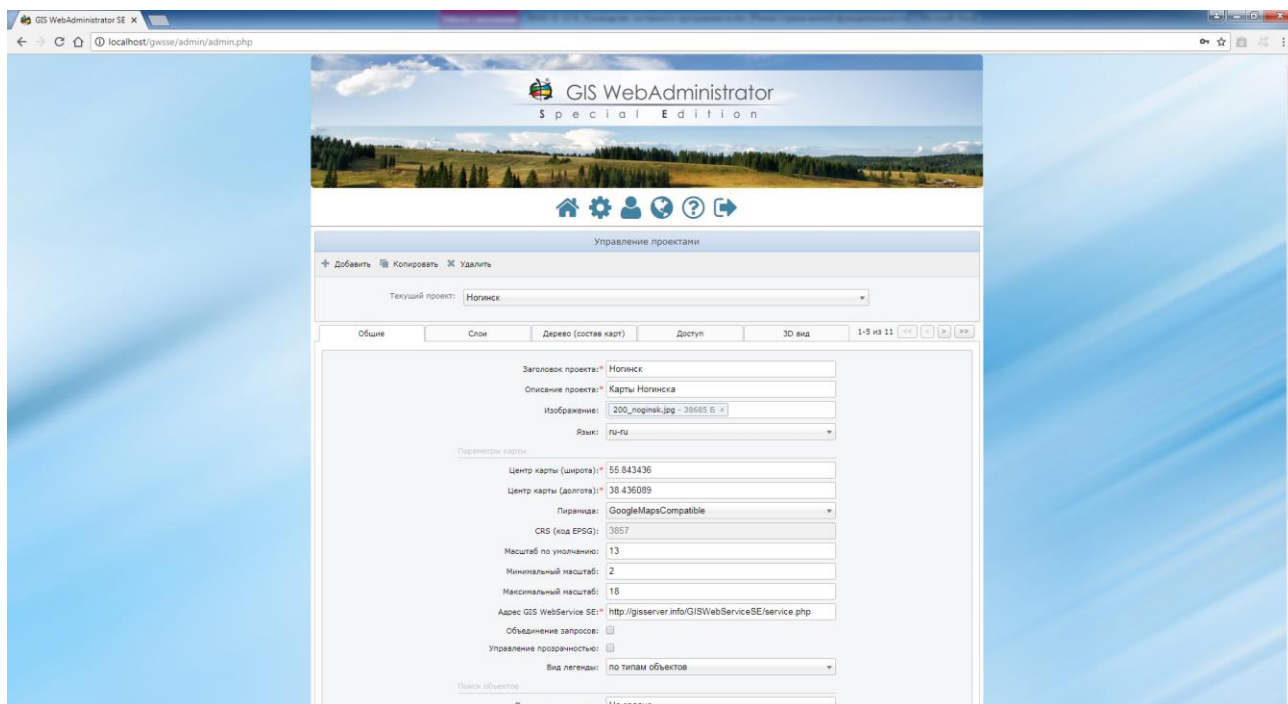 GIS WebAdministrator SE
localhost/gwsse/admin/admin.php
GIS WebAdministrator
Special Edition
Управление проектами
Добавить Копировать Удалить
Текущий проект: Ногинск
Общие Слои Дерево (состав карт) Доступ 3D вид 1-5 из 11 << < > >>
Заголовок проекта:* Ногинск
Описание проекта:* Карты Ногинска
Изображение: 200_noginsk.jpg - 38685 Б ×
Язык: ru-ru
Параметры карты
Центр карты (широта):* 55.843436
Центр карты (долгота):* 38.436089
Пирамида: GoogleMapsCompatible
CRS (код EPSG): 3857
Масштаб по умолчанию: 13
Минимальный масштаб: 2
Максимальный масштаб: 18
Адрес GIS WebService SE:* http://gisserver.info/GISWebServiceSE/service.php
Объединение запросов:
Управление прозрачностью:
Вид легенды: по типам объектов
Поиск объектов